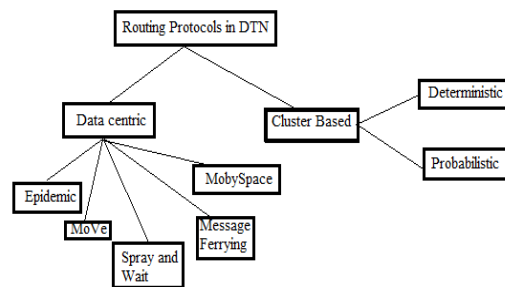 Routing Protocols in DTN
Data centric
Cluster Based
Deterministic
Probabilistic
Epidemic
MoVe
Spray and
Wait
Message
Ferrying
MobySpace